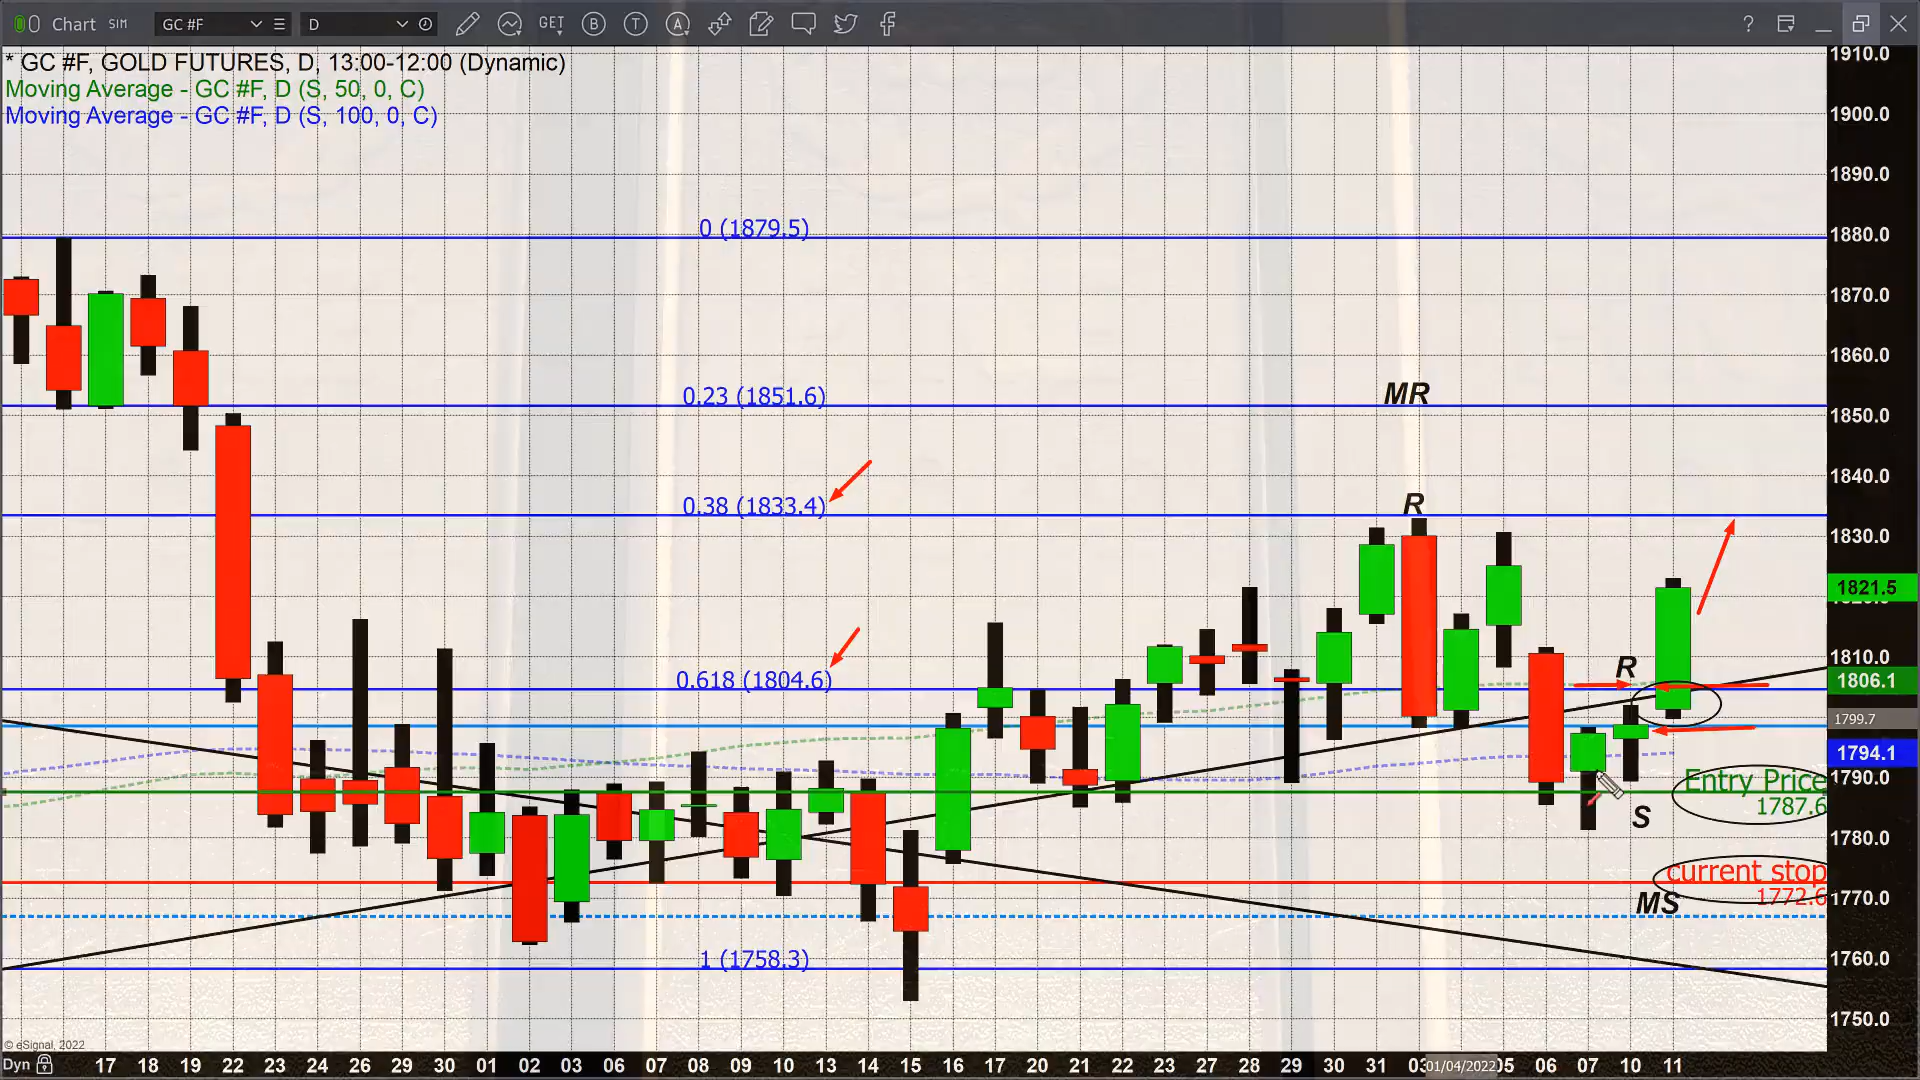 Chart SIM GC #F D GET B T A ?
* GC #F, GOLD FUTURES, D, 13:00-12:00 (Dynamic)
Moving Average - GC #F, D (S, 50, 0, C)
Moving Average - GC #F, D (S, 100, 0, C)
1910.0
1900.0
1890.0
0 (1879.5)
1880.0
1870.0
1860.0
0.23 (1851.6)
MR
1850.0
1840.0
0.38 (1833.4)
R
1830.0
1821.5
1810.0
0.618 (1804.6)
R
1806.1
1799.7
1794.1
Entry Price
1790.0
1787.6
S
1780.0
current stop
1772.6
MS
1770.0
1 (1758.3)
1760.0
1750.0
© eSignal, 2022
Dyn 17 18 19 22 23 24 26 29 30 01 02 03 06 07 08 09 10 13 14 15 16 17 20 21 22 23 27 28 29 30 31 01/04/2022 06 07 10 11